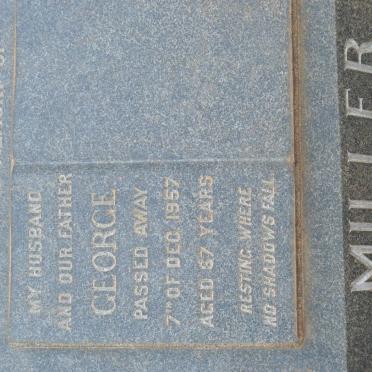 MY HUSBAND
AND OUR FATHER
GEORGE
PASSED AWAY
7TH OF DEC. 1957
AGED 67 YEARS
RESTING WHERE
NO SHADOWS FALL
MILLER